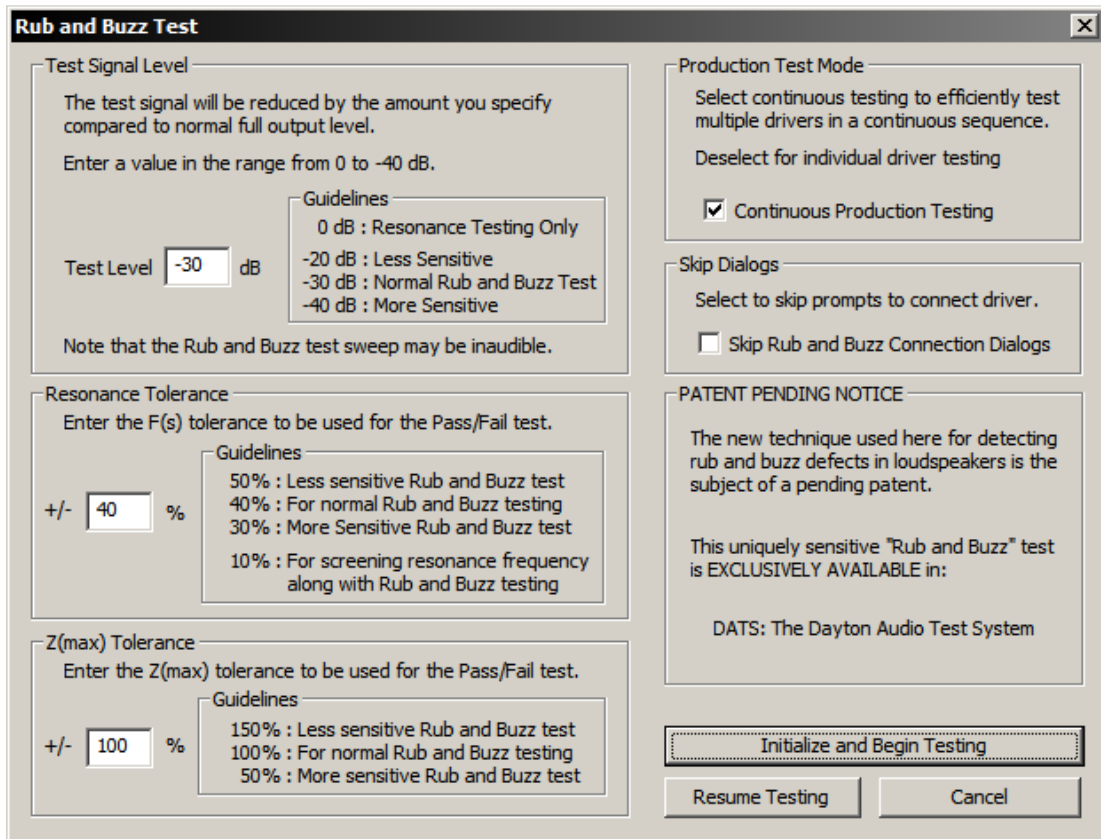 Rub and Buzz Test
Test Signal Level
The test signal will be reduced by the amount you specify
compared to normal full output level.
Enter a value in the range from 0 to -40 dB.
Guidelines
0 dB : Resonance Testing Only
-20 dB : Less Sensitive
-30 dB : Normal Rub and Buzz Test
-40 dB : More Sensitive
Test Level -30 dB
Note that the Rub and Buzz test sweep may be inaudible.
Resonance Tolerance
Enter the F(s) tolerance to be used for the Pass/Fail test.
Guidelines
50% : Less sensitive Rub and Buzz test
40% : For normal Rub and Buzz testing
30% : More Sensitive Rub and Buzz test
10% : For screening resonance frequency
along with Rub and Buzz testing
+/- 40 %
Z(max) Tolerance
Enter the Z(max) tolerance to be used for the Pass/Fail test.
Guidelines
150% : Less sensitive Rub and Buzz test
100% : For normal Rub and Buzz testing
50% : More sensitive Rub and Buzz test
+/- 100 %
Production Test Mode
Select continuous testing to efficiently test
multiple drivers in a continuous sequence.
Deselect for individual driver testing
Continuous Production Testing
Skip Dialogs
Select to skip prompts to connect driver.
Skip Rub and Buzz Connection Dialogs
PATENT PENDING NOTICE
The new technique used here for detecting
rub and buzz defects in loudspeakers is the
subject of a pending patent.
This uniquely sensitive "Rub and Buzz" test
is EXCLUSIVELY AVAILABLE in:
DATS: The Dayton Audio Test System
Initialize and Begin Testing
Resume Testing
Cancel